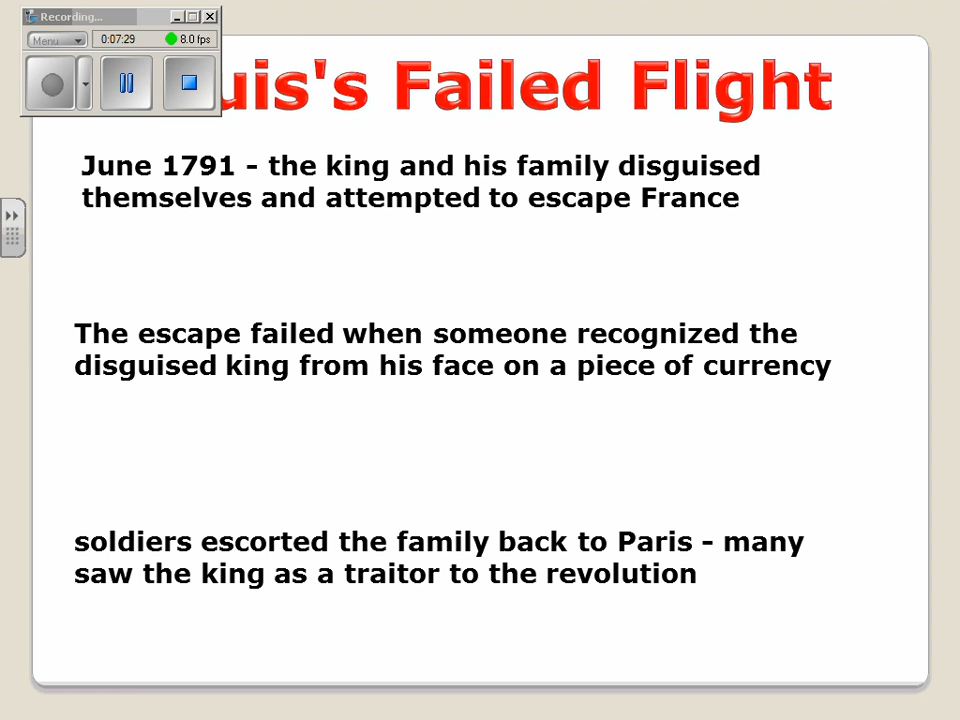 Recording...
Menu 0:07:29 8.0 fps
uis's Failed Flight
June 1791 - the king and his family disguised
themselves and attempted to escape France
The escape failed when someone recognized the
disguised king from his face on a piece of currency
soldiers escorted the family back to Paris - many
saw the king as a traitor to the revolution